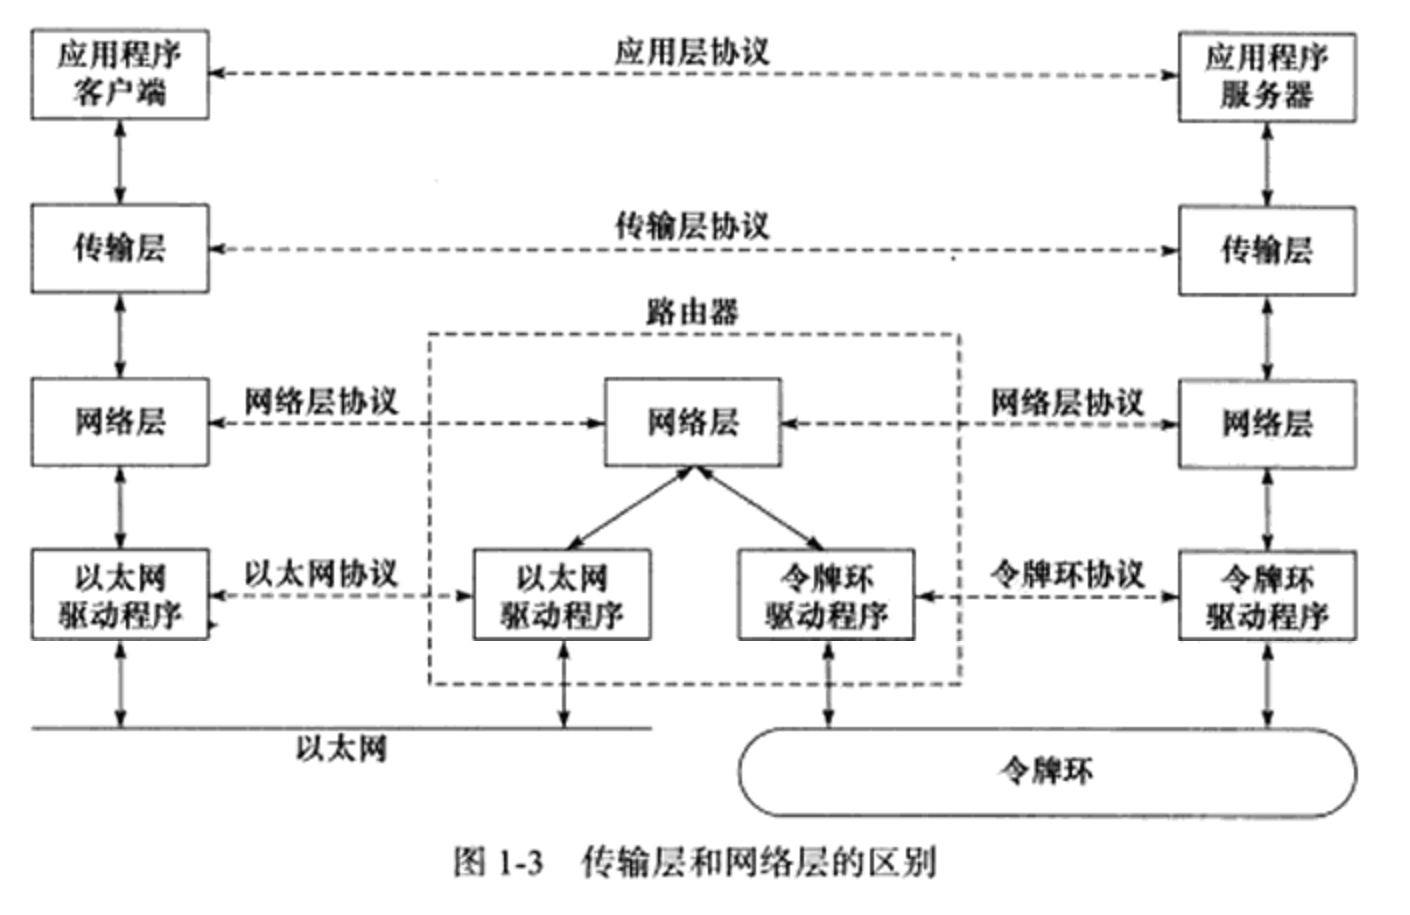 应用程序
客户端
应用层协议
应用程序
服务器
传输层
传输层协议
传输层
路由器
网络层
网络层协议
网络层
网络层协议
网络层
以太网
驱动程序
以太网协议
以太网
驱动程序
令牌环
驱动程序
令牌环协议
令牌环
驱动程序
以太网
令牌环
图 1-3 传输层和网络层的区别